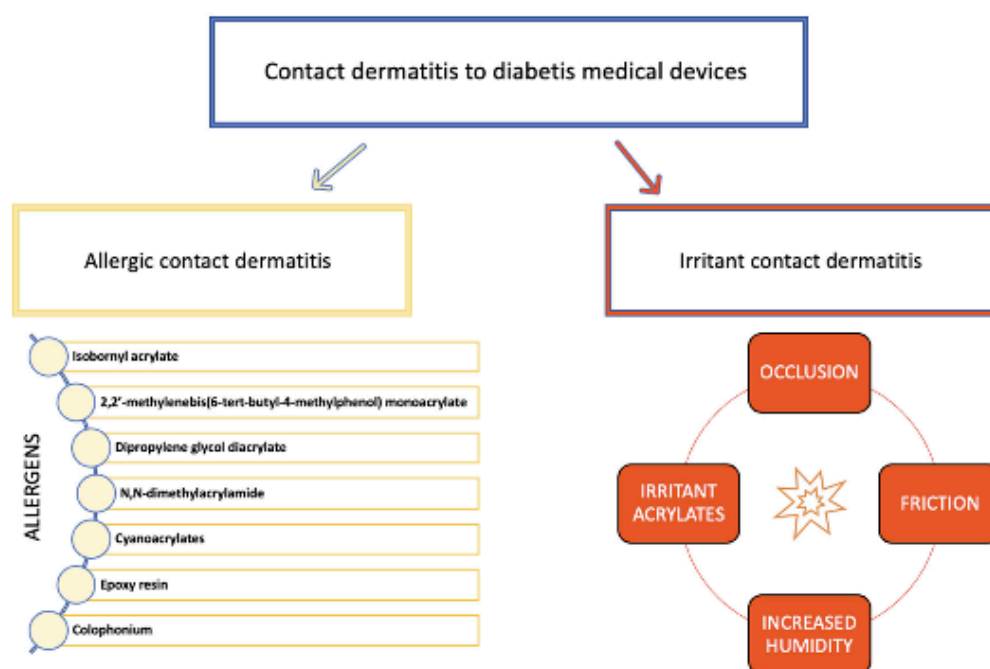 Contact dermatitis to diabetis medical devices
Allergic contact dermatitis
Irritant contact dermatitis
ALLERGENS
Isobornyl acrylate
2,2'-methylenebis(6-tert-butyl-4-methylphenol) monoacrylate
Dipropylene glycol diacrylate
N,N-dimethylacrylamide
Cyanoacrylates
Epoxy resin
Colophonium
OCCLUSION
IRRITANT
ACRYLATES
FRICTION
INCREASED
HUMIDITY